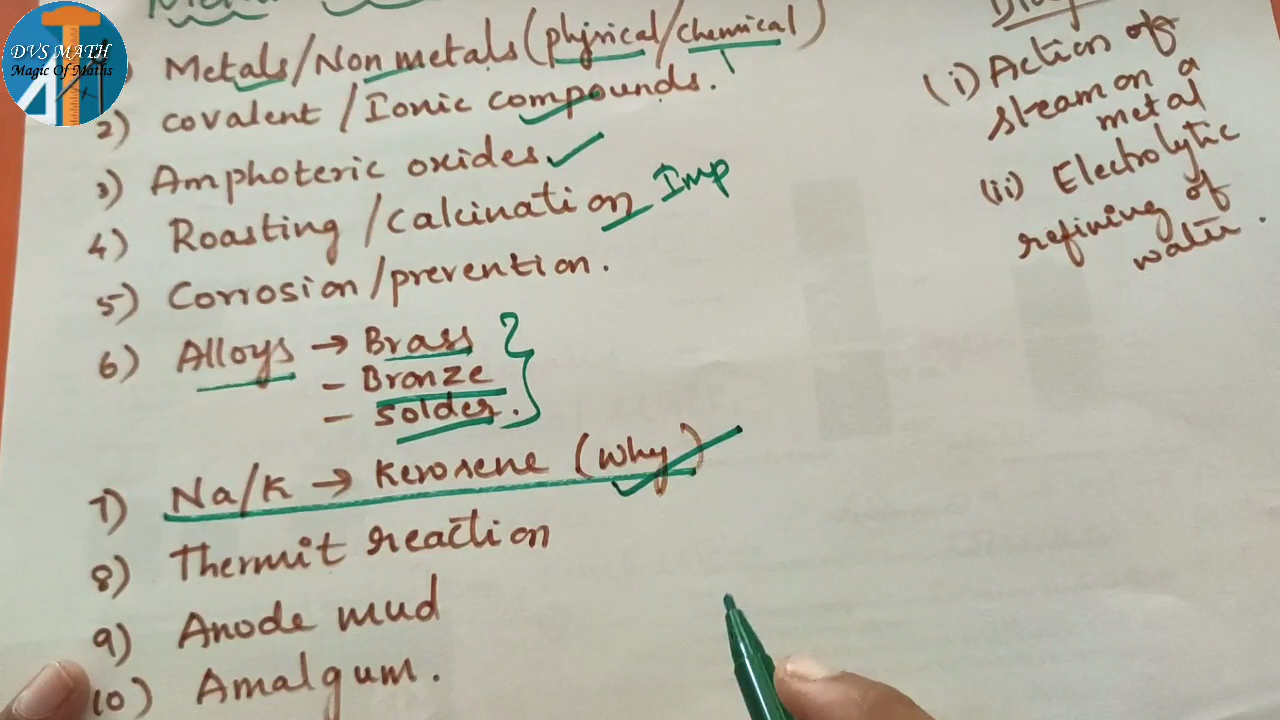 DVS MATH
Magic Of Maths
Metals/Non metals (physical/chemical)
2) covalent / Ionic compounds.
3) Amphoteric oxides
4) Roasting / calcination Imp
5) Corrosion / prevention.
6) Alloys → Brass
- Bronze
- solder.
7) Na/K → Kerosene (Why)
8) Thermit reaction
9) Anode mud
10) Amalgum.
(i) Action of
steam on a
metal
(ii) Electrolytic
refining of
water.